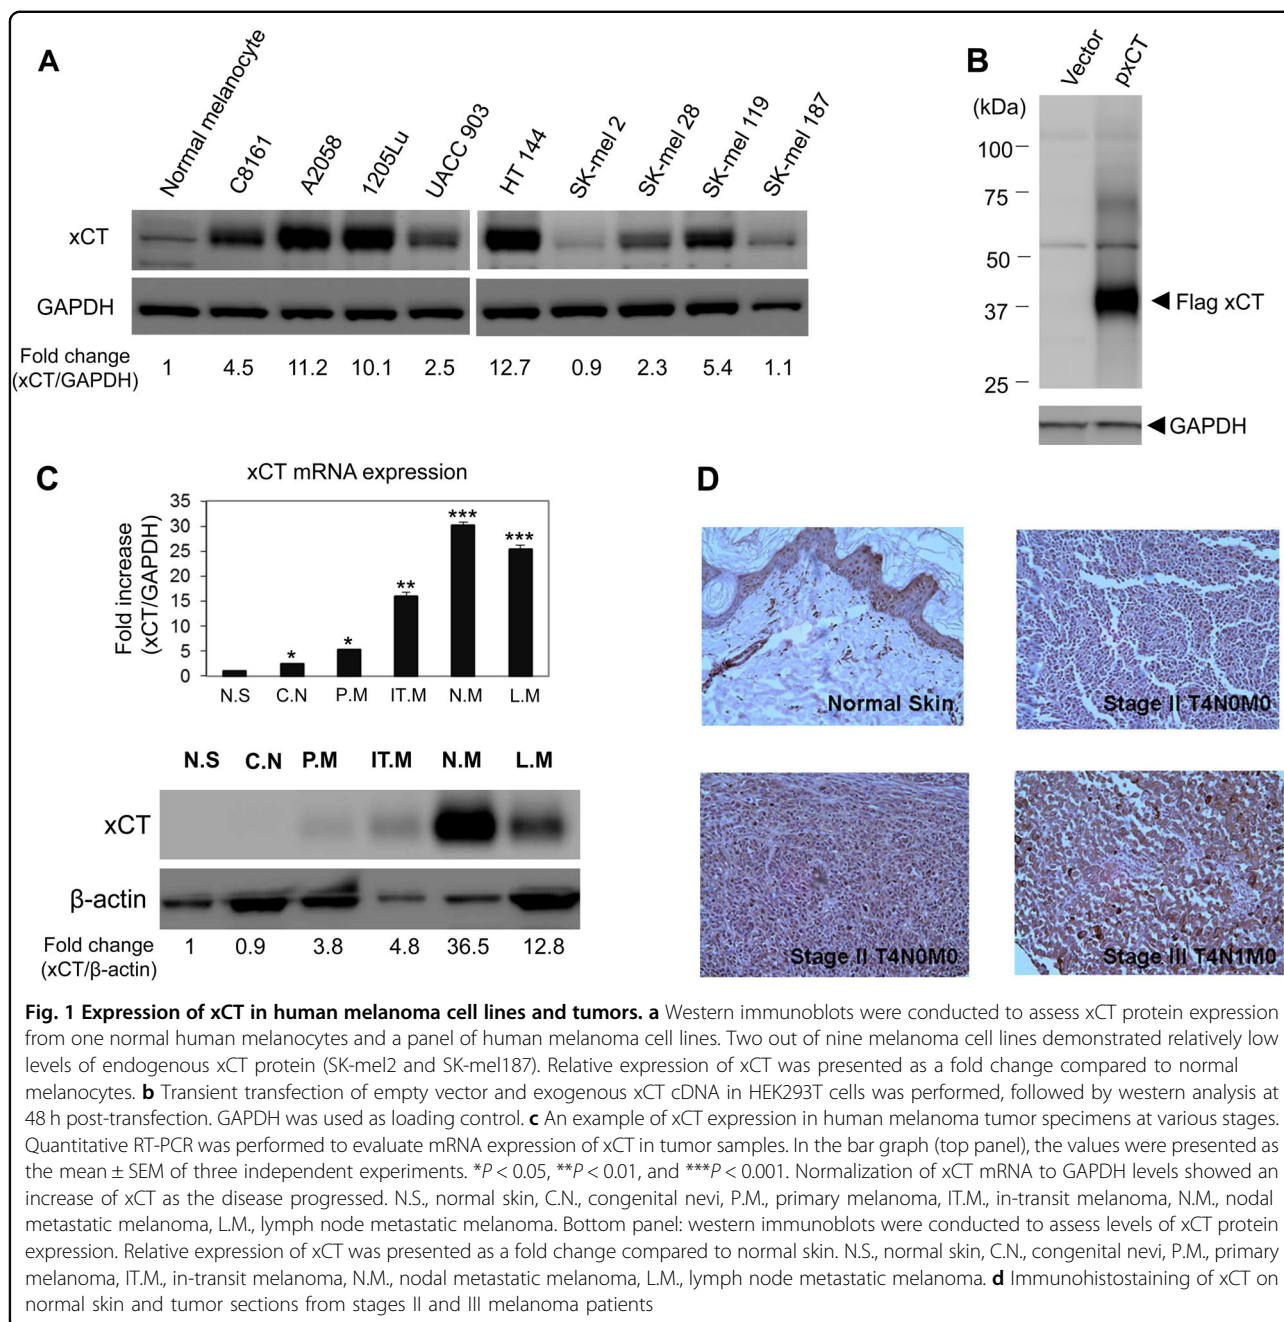 A
Normal melanocyte
C8161
A2058
1205Lu
UACC 903
HT 144
SK-mel 2
SK-mel 28
SK-mel 119
SK-mel 187
xCT
GAPDH
Fold change
(xCT/GAPDH)
1 4.5 11.2 10.1 2.5 12.7 0.9 2.3 5.4 1.1
B
Vector
pxCT
(kDa)
100
75
50
37
25
Flag xCT
GAPDH
C
xCT mRNA expression
Fold increase
(xCT/GAPDH)
35
30
25
20
15
10
5
0
* * ** *** ***
N.S C.N P.M IT.M N.M L.M
N.S C.N P.M IT.M N.M L.M
xCT
β-actin
Fold change
(xCT/β-actin)
1 0.9 3.8 4.8 36.5 12.8
D
Normal Skin
Stage II T4N0M0
Stage II T4N0M0
Stage III T4N1M0
Fig. 1 Expression of xCT in human melanoma cell lines and tumors. a Western immunoblots were conducted to assess xCT protein expression
from one normal human melanocytes and a panel of human melanoma cell lines. Two out of nine melanoma cell lines demonstrated relatively low
levels of endogenous xCT protein (SK-mel2 and SK-mel187). Relative expression of xCT was presented as a fold change compared to normal
melanocytes. b Transient transfection of empty vector and exogenous xCT cDNA in HEK293T cells was performed, followed by western analysis at
48 h post-transfection. GAPDH was used as loading control. c An example of xCT expression in human melanoma tumor specimens at various stages.
Quantitative RT-PCR was performed to evaluate mRNA expression of xCT in tumor samples. In the bar graph (top panel), the values were presented as
the mean ± SEM of three independent experiments. *P < 0.05, **P < 0.01, and ***P < 0.001. Normalization of xCT mRNA to GAPDH levels showed an
increase of xCT as the disease progressed. N.S., normal skin, C.N., congenital nevi, P.M., primary melanoma, IT.M., in-transit melanoma, N.M., nodal
metastatic melanoma, L.M., lymph node metastatic melanoma. Bottom panel: western immunoblots were conducted to assess levels of xCT protein
expression. Relative expression of xCT was presented as a fold change compared to normal skin. N.S., normal skin, C.N., congenital nevi, P.M., primary
melanoma, IT.M., in-transit melanoma, N.M., nodal metastatic melanoma, L.M., lymph node metastatic melanoma. d Immunohistostaining of xCT on
normal skin and tumor sections from stages II and III melanoma patients